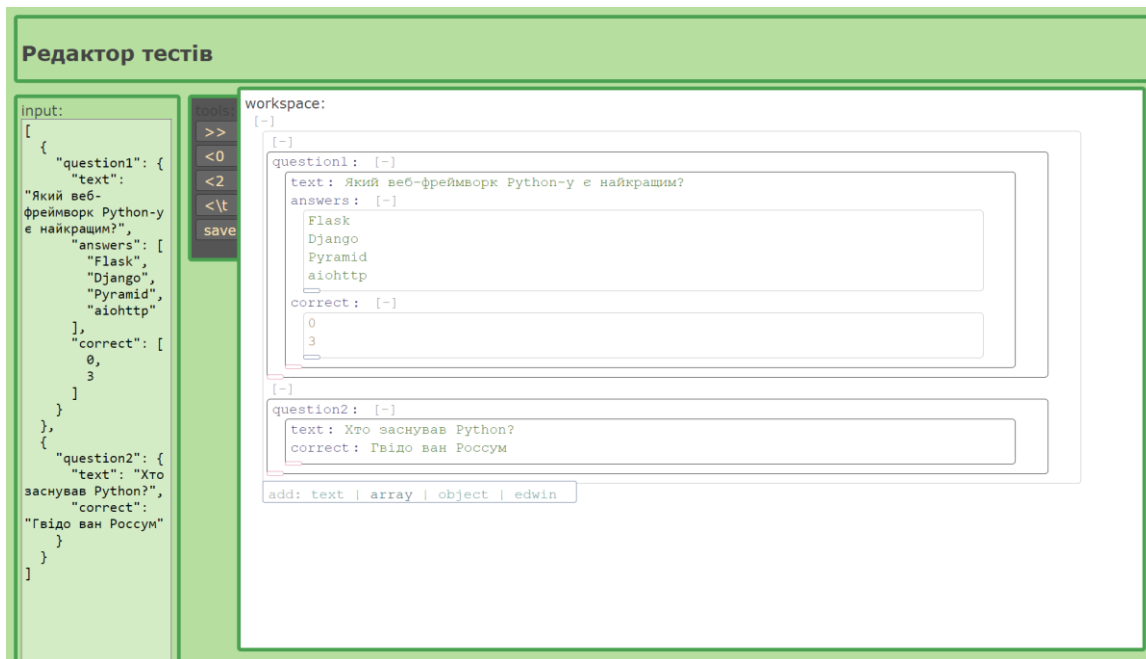 Редактор тестів
input:
[
{
"question1": {
"text":
"Який веб-
фреймворк Python-у
є найкращим?",
"answers": [
"Flask",
"Django",
"Pyramid",
"aiohttp"
],
"correct": [
0,
3
]
}
},
{
"question2": {
"text": "Хто
заснував Python?",
"correct":
"Гвідо ван Россум"
}
}
]
tools:
>>
<0
<2
<\t
save
workspace:
[-]
[-]
question1: [-]
text: Який веб-фреймворк Python-у є найкращим?
answers: [-]
Flask
Django
Pyramid
aiohttp
correct: [-]
0
3
[-]
question2: [-]
text: Хто заснував Python?
correct: Гвідо ван Россум
add: text | array | object | edwin